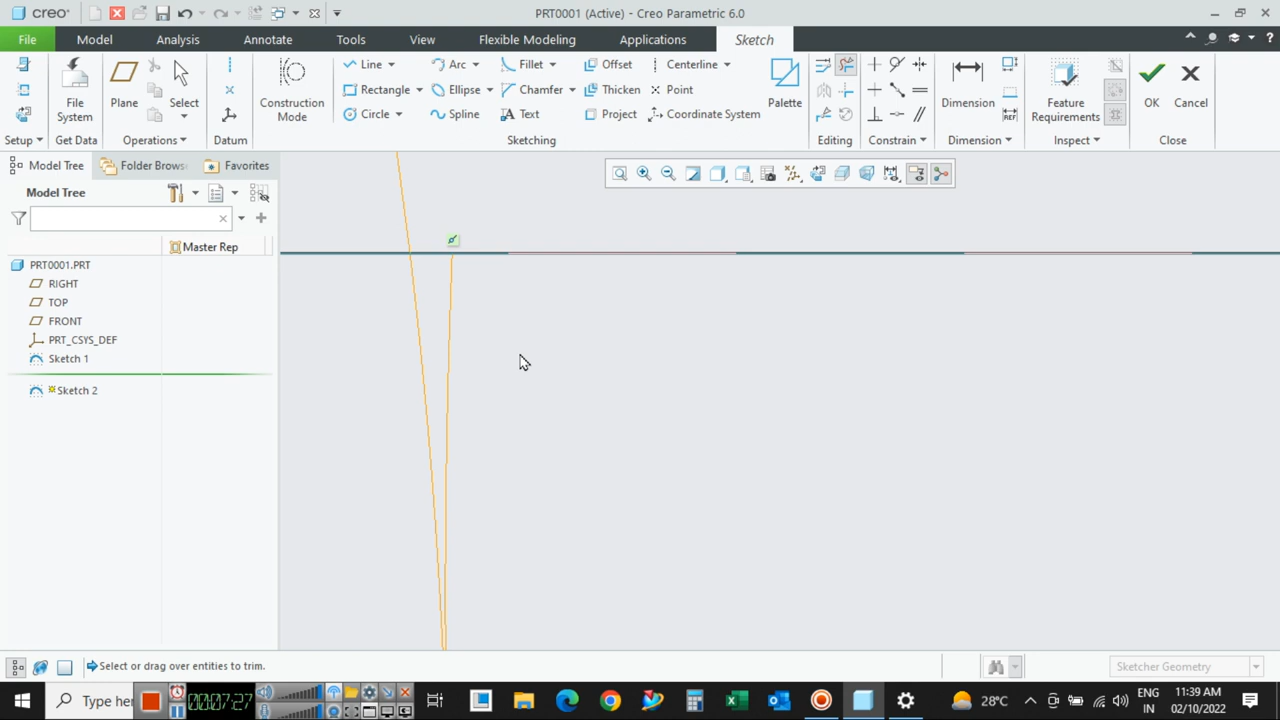 creo°
PRT0001 (Active) - Creo Parametric 6.0
File Model Analysis Annotate Tools View Flexible Modeling Applications Sketch
Line Arc Fillet Offset Centerline
Rectangle Ellipse Chamfer Thicken Point
Circle Spline Text Project Coordinate System
File System
Plane
Select
Construction Mode
Palette
Dimension
REF
Feature Requirements
OK
Cancel
Setup Get Data Operations Datum Sketching Editing Constrain Dimension Inspect Close
Model Tree Folder Brows Favorites
Model Tree
Master Rep
PRT0001.PRT
RIGHT
TOP
FRONT
PRT_CSYS_DEF
Sketch 1
Sketch 2
Select or drag over entities to trim.
Sketcher Geometry
Type her
00:07:27
28°C
ENG
IN
11:39 AM
02/10/2022